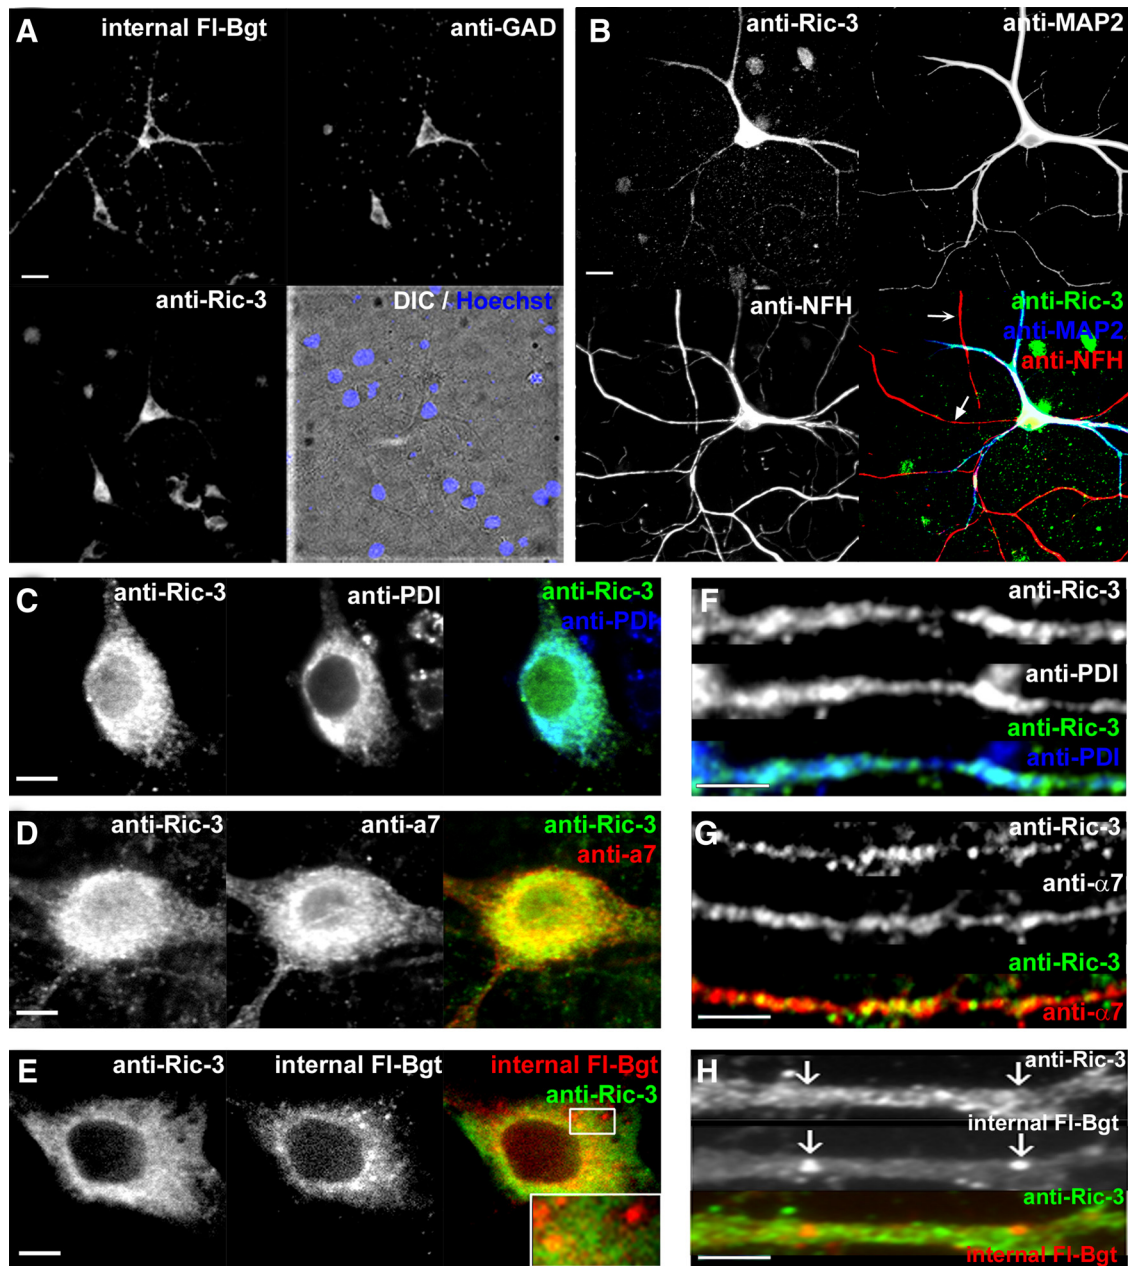 A
internal Fl-Bgt
anti-GAD
anti-Ric-3
DIC / Hoechst
B
anti-Ric-3
anti-MAP2
anti-NFH
anti-Ric-3
anti-MAP2
anti-NFH
C
anti-Ric-3
anti-PDI
anti-Ric-3
anti-PDI
D
anti-Ric-3
anti-a7
anti-Ric-3
anti-a7
E
anti-Ric-3
internal Fl-Bgt
internal Fl-Bgt
anti-Ric-3
F
anti-Ric-3
anti-PDI
anti-Ric-3
anti-PDI
G
anti-Ric-3
anti-α7
anti-Ric-3
anti-α7
H
anti-Ric-3
internal Fl-Bgt
anti-Ric-3
internal Fl-Bgt